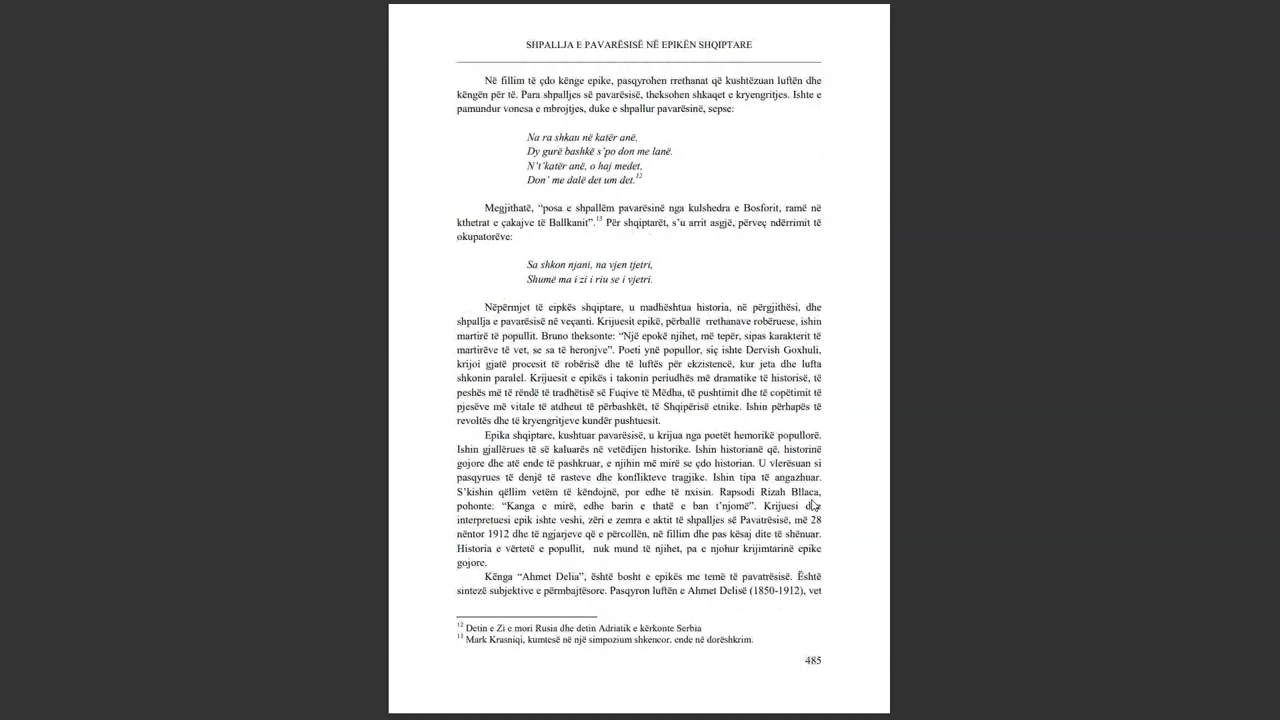 SHPALLJA E PAVARËSISË NË EPIKËN SHQIPTARE
Në fillim të çdo kënge epike, pasqyrohen rrethanat që kushtëzuan luftën dhe
këngën për të. Para shpalljes së pavarësisë, theksohen shkaqet e kryengritjes. Ishte e
pamundur vonesa e mbrojtjes, duke e shpallur pavarësinë, sepse:
Na ra shkau në katër anë,
Dy gurë bashkë s’po don me lanë.
N’t’katër anë, o haj medet,
Don’ me dalë det um det.12
Megjithatë, “posa e shpallëm pavarësinë nga kulshedra e Bosforit, ramë në
kthetrat e çakajve të Ballkanit”.13 Për shqiptarët, s’u arrit asgjë, përveç ndërrimit të
okupatorëve:
Sa shkon njani, na vjen tjetri,
Shumë ma i zi i riu se i vjetri.
Nëpërmjet të eipkës shqiptare, u madhështua historia, në përgjithësi, dhe
shpallja e pavarësisë në veçanti. Krijuesit epikë, përballë rrethanave robëruese, ishin
martirë të popullit. Bruno theksonte: “Një epokë njihet, më tepër, sipas karakterit të
martirëve të vet, se sa të heronjve”. Poeti ynë popullor, siç ishte Dervish Goxhuli,
krijoi gjatë procesit të robërisë dhe të luftës për ekzistencë, kur jeta dhe lufta
shkonin paralel. Krijuesit e epikës i takonin periudhës më dramatike të historisë, të
peshës më të rëndë të tradhëtisë së Fuqive të Mëdha, të pushtimit dhe të copëtimit të
pjesëve më vitale të atdheut të përbashkët, të Shqipërisë etnike. Ishin përhapës të
revoltës dhe të kryengritjeve kundër pushtuesit.
Epika shqiptare, kushtuar pavarësisë, u krijua nga poetët hemorikë popullorë.
Ishin gjallërues të së kaluarës në vetëdijen historike. Ishin historianë që, historinë
gojore dhe atë ende të pashkruar, e njihin më mirë se çdo historian. U vlerësuan si
pasqyrues të denjë të rasteve dhe konflikteve tragjike. Ishin tipa të angazhuar.
S’kishin qëllim vetëm të këndojnë, por edhe të nxisin. Rapsodi Rizah Bllaca,
pohonte: “Kanga e mirë, edhe barin e thatë e ban t’njomë”. Krijuesi dhe
interpretuesi epik ishte veshi, zëri e zemra e aktit të shpalljes së Pavatrësisë, më 28
nëntor 1912 dhe të ngjarjeve që e përcollën, në fillim dhe pas kësaj dite të shënuar.
Historia e vërtetë e popullit, nuk mund të njihet, pa e njohur krijimtarinë epike
gojore.
Kënga “Ahmet Delia”, është bosht e epikës me temë të pavatrësisë. Është
sintezë subjektive e përmbajtësore. Pasqyron luftën e Ahmet Delisë (1850-1912), vet
12 Detin e Zi e mori Rusia dhe detin Adriatik e kërkonte Serbia
13 Mark Krasniqi, kumtesë në një simpozium shkencor, ende në dorëshkrim.
485